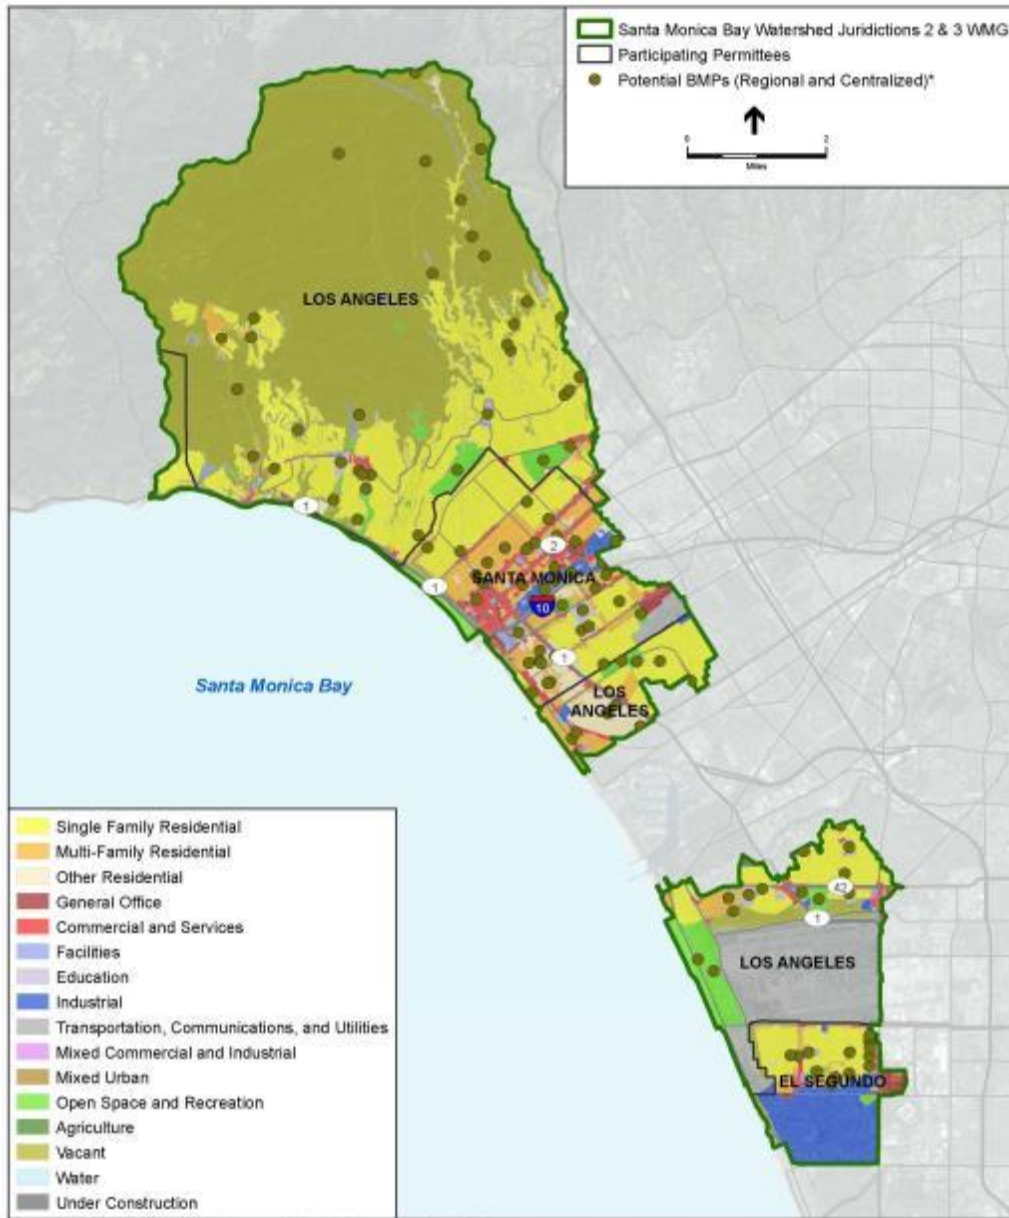 Santa Monica Bay Watershed Juridictions 2 & 3 WMG
Participating Permittees
Potential BMPs (Regional and Centralized)*
0
2
Miles
LOS ANGELES
1
2
SANTA MONICA
1
10
1
LOS
ANGELES
Santa Monica Bay
42
1
LOS ANGELES
EL SEGUNDO
Single Family Residential
Multi-Family Residential
Other Residential
General Office
Commercial and Services
Facilities
Education
Industrial
Transportation, Communications, and Utilities
Mixed Commercial and Industrial
Mixed Urban
Open Space and Recreation
Agriculture
Vacant
Water
Under Construction